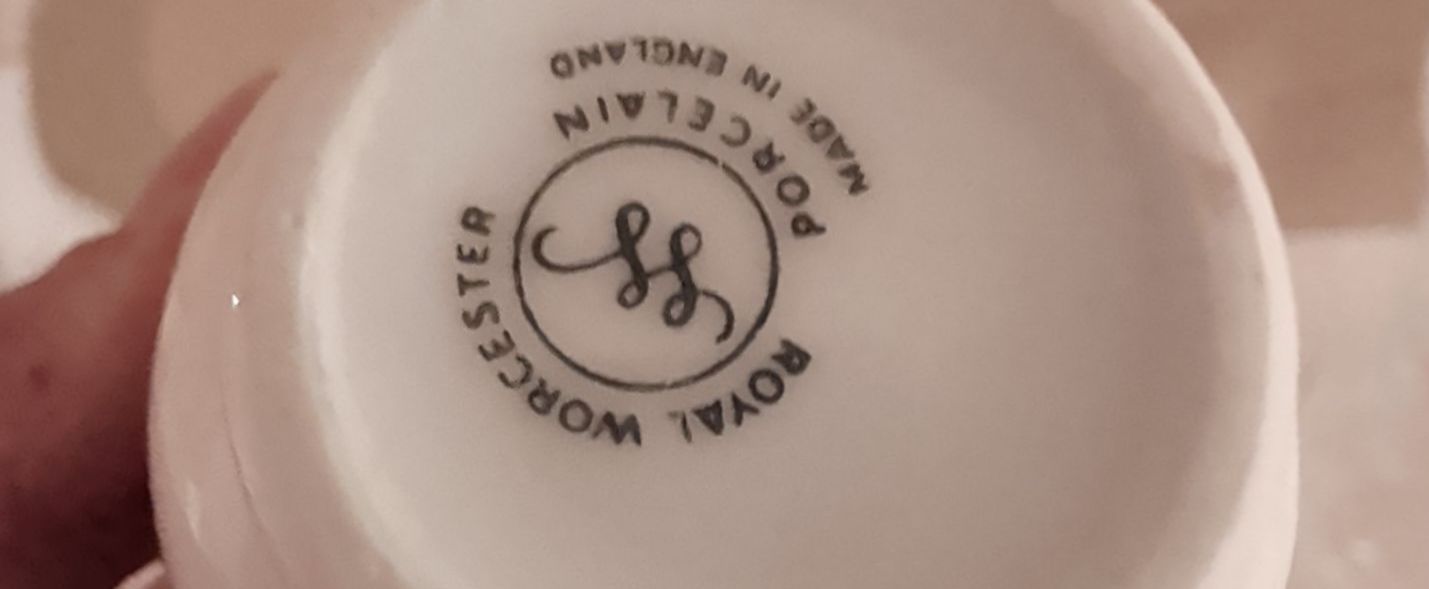 ROYAL WORCESTER
PORCELAIN
MADE IN ENGLAND